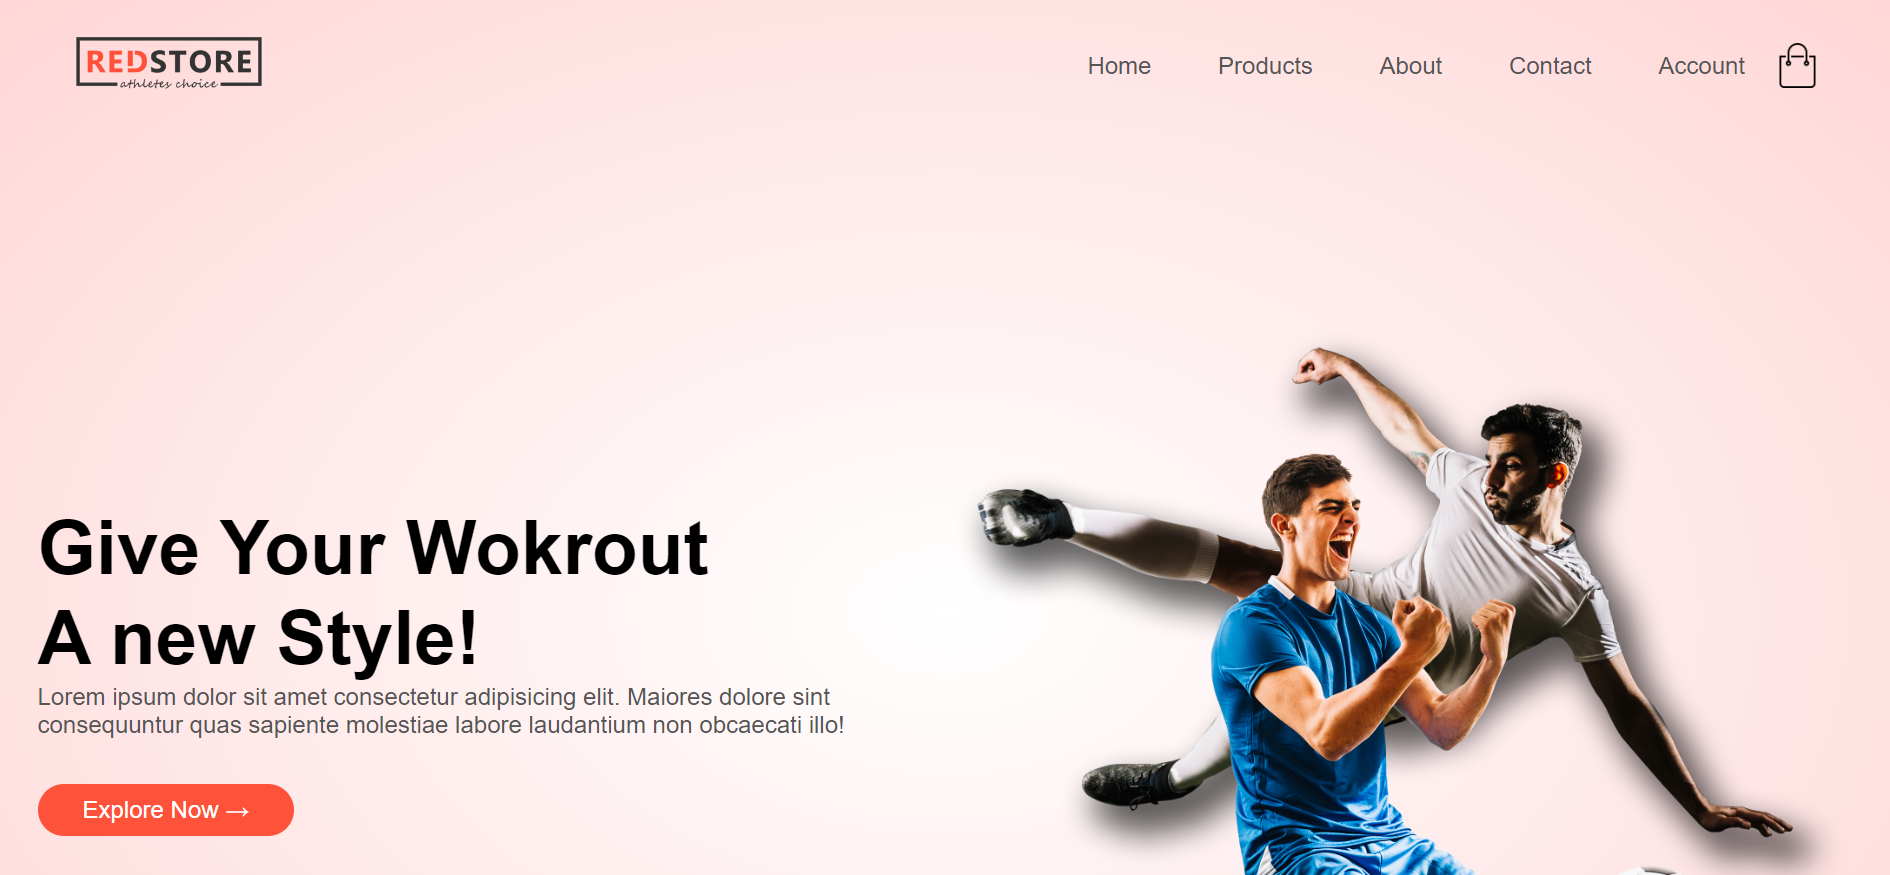 REDSTORE
athletes choice
Home Products About Contact Account
Give Your Wokrout
A new Style!
Lorem ipsum dolor sit amet consectetur adipisicing elit. Maiores dolore sint
consequuntur quas sapiente molestiae labore laudantium non obcaecati illo!
Explore Now →